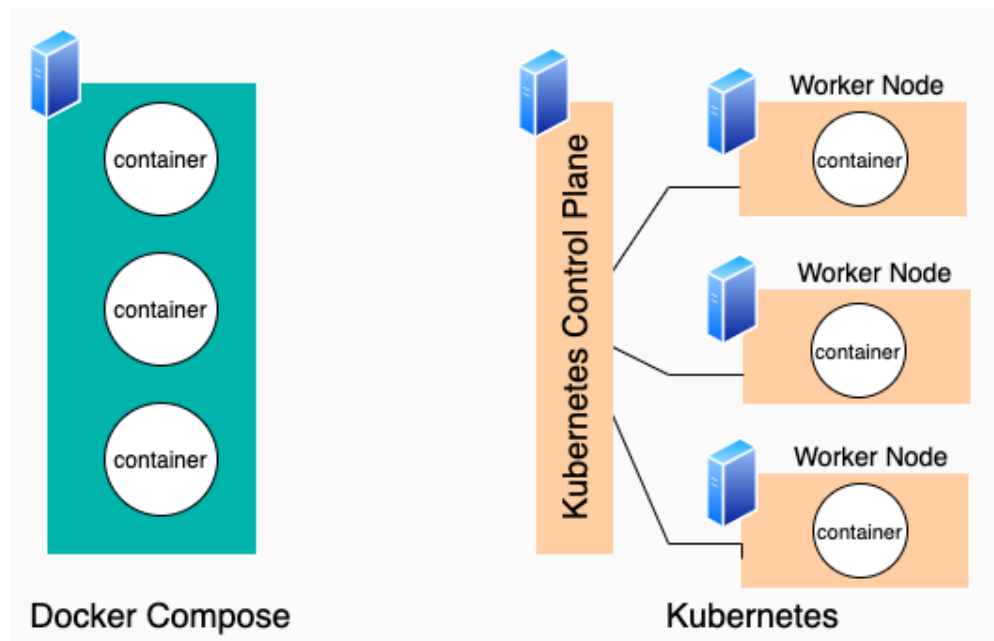 container
container
container
Docker Compose
Kubernetes Control Plane
Worker Node
container
Worker Node
container
Worker Node
container
Kubernetes